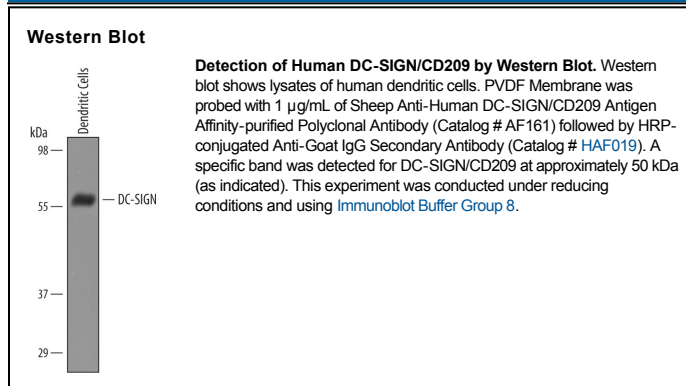 Western Blot
Dendritic Cells
kDa
98
55
DC-SIGN
37
29
Detection of Human DC-SIGN/CD209 by Western Blot. Western
blot shows lysates of human dendritic cells. PVDF Membrane was
probed with 1 µg/mL of Sheep Anti-Human DC-SIGN/CD209 Antigen
Affinity-purified Polyclonal Antibody (Catalog # AF161) followed by HRP-
conjugated Anti-Goat IgG Secondary Antibody (Catalog # HAF019). A
specific band was detected for DC-SIGN/CD209 at approximately 50 kDa
(as indicated). This experiment was conducted under reducing
conditions and using Immunoblot Buffer Group 8.